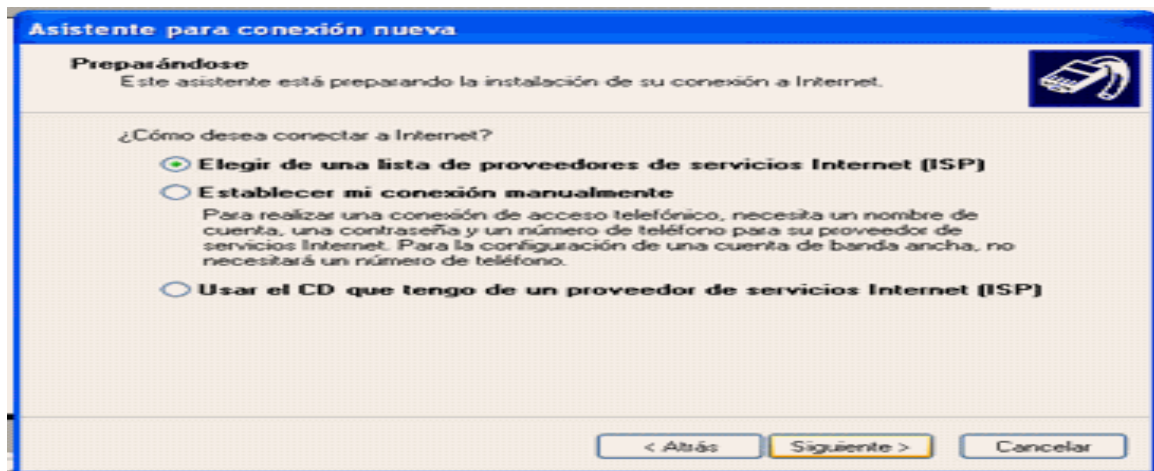 Asistente para conexión nueva
Preparándose
Este asistente está preparando la instalación de su conexión a Internet.
¿Cómo desea conectar a Internet?
Elegir de una lista de proveedores de servicios Internet (ISP)
Establecer mi conexión manualmente
Para realizar una conexión de acceso telefónico, necesita un nombre de
cuenta, una contraseña y un número de teléfono para su proveedor de
servicios Internet. Para la configuración de una cuenta de banda ancha, no
necesitará un número de teléfono.
Usar el CD que tengo de un proveedor de servicios Internet (ISP)
< Atrás
Siguiente >
Cancelar